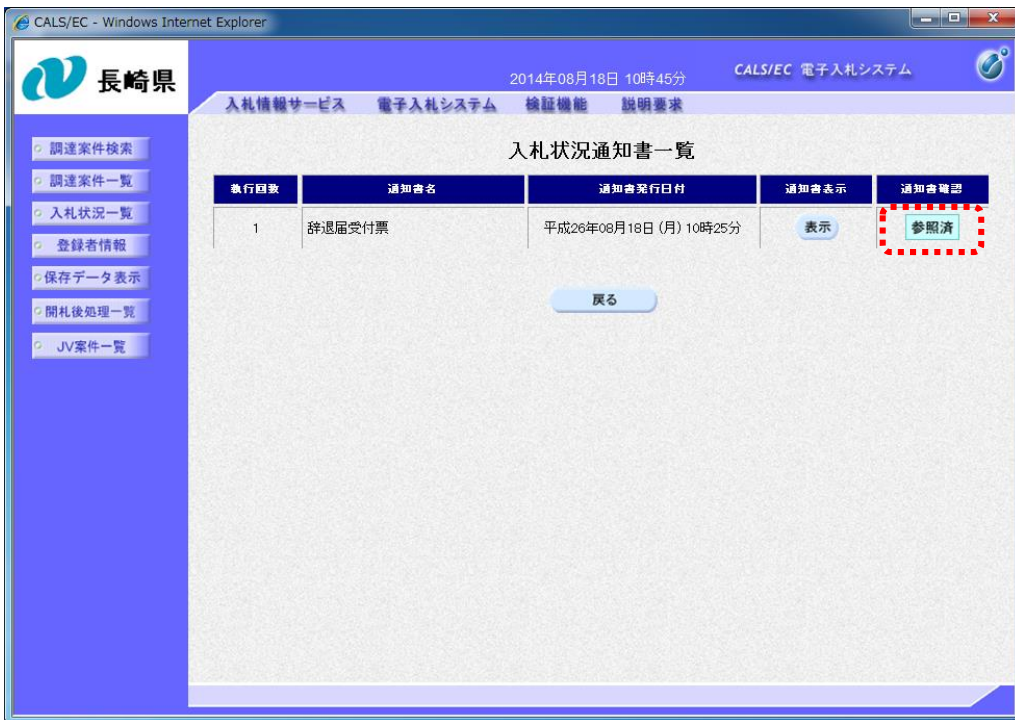 CALS/EC - Windows Internet Explorer
長崎県
2014年08月18日 10時45分
CALS/EC 電子入札システム
入札情報サービス 電子入札システム 検証機能 説明要求
調達案件検索
調達案件一覧
入札状況一覧
登録者情報
保存データ表示
開札後処理一覧
JV案件一覧
入札状況通知書一覧
執行回数 通知書名 通知書発行日付 通知書表示 通知書確認
1 辞退届受付票 平成26年08月18日 (月) 10時25分 表示 参照済
戻る